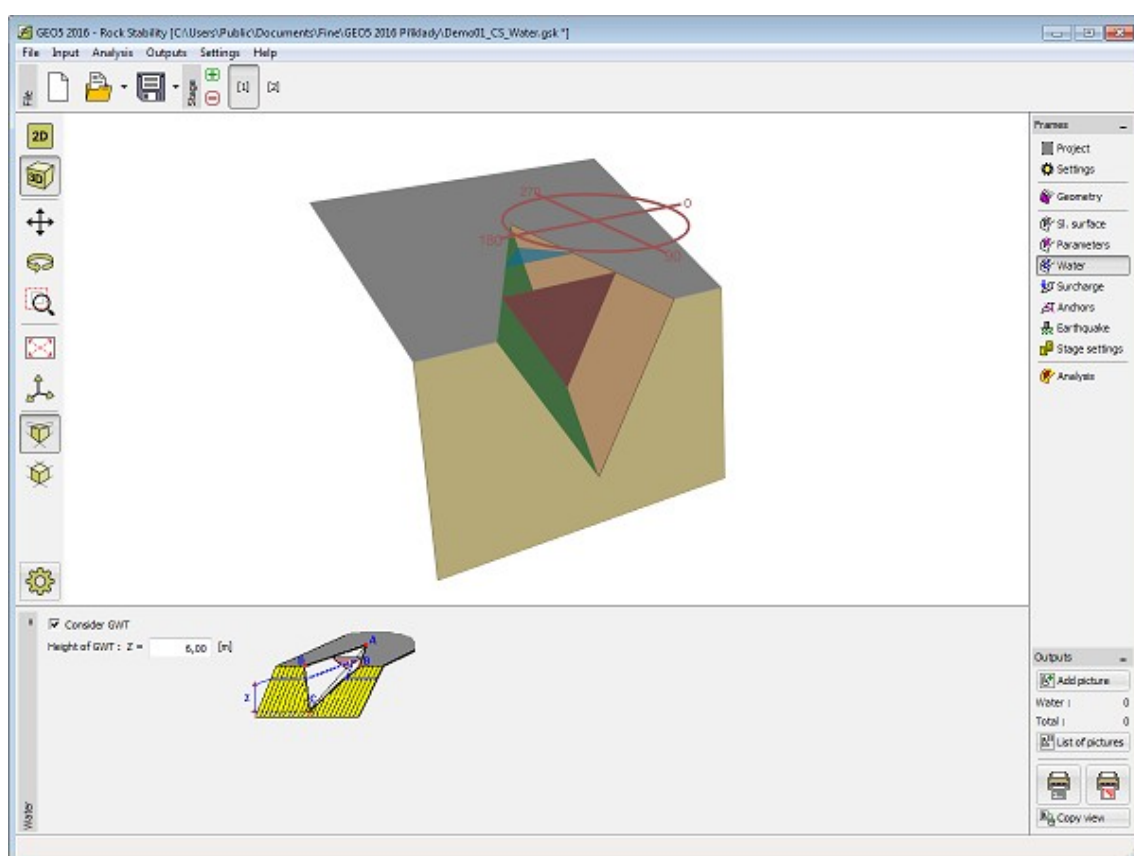 GEO5 2016 - Rock Stability [C:\Users\Public\Documents\Fine\GEO5 2016 Příklady\Demo01_CS_Water.gsk *]
File Input Analysis Outputs Settings Help
File
Stage
[1] [2]
2D
3D
270
0
180
90
Frames
Project
Settings
Geometry
Sl. surface
Parameters
Water
Surcharge
Anchors
Earthquake
Stage settings
Analysis
Consider GWT
Height of GWT : Z = 6,00 [m]
A
B
C
Z
Water
Outputs
Add picture
Water : 0
Total : 0
List of pictures
Copy view